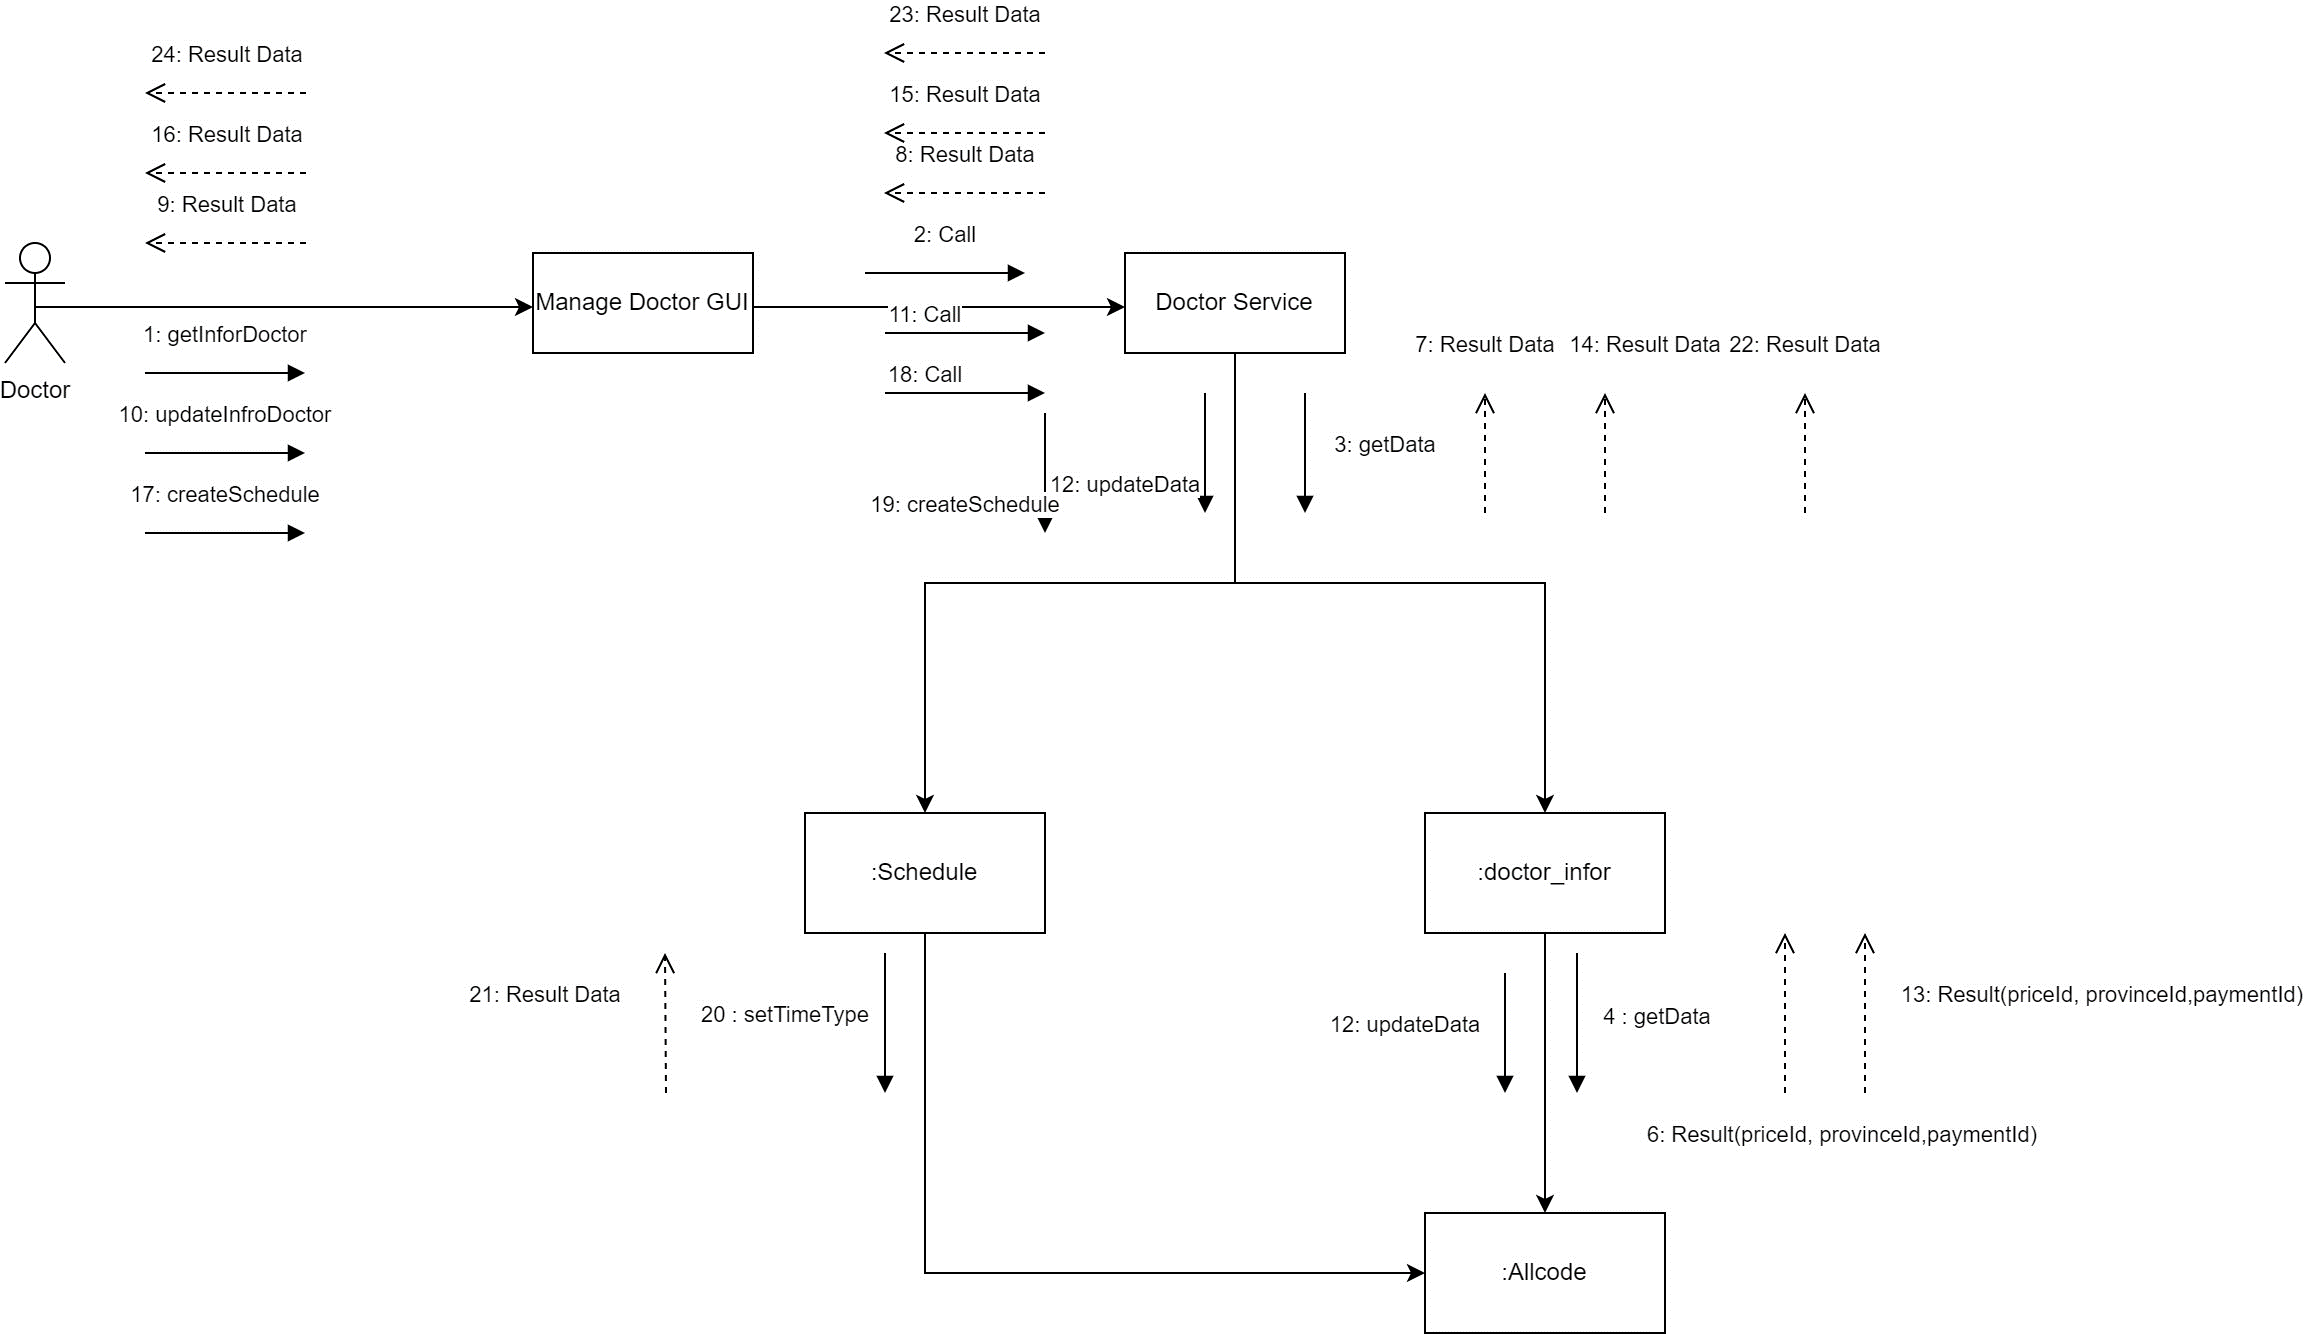 23: Result Data
24: Result Data
15: Result Data
16: Result Data
8: Result Data
9: Result Data
2: Call
Manage Doctor GUI
Doctor Service
11: Call
1: getInforDoctor
7: Result Data
14: Result Data
22: Result Data
18: Call
Doctor
10: updateInfroDoctor
3: getData
12: updateData
17: createSchedule
19: createSchedule
:Schedule
:doctor_infor
21: Result Data
13: Result(priceId, provinceId,paymentId)
20 : setTimeType
12: updateData
4 : getData
6: Result(priceId, provinceId,paymentId)
:Allcode